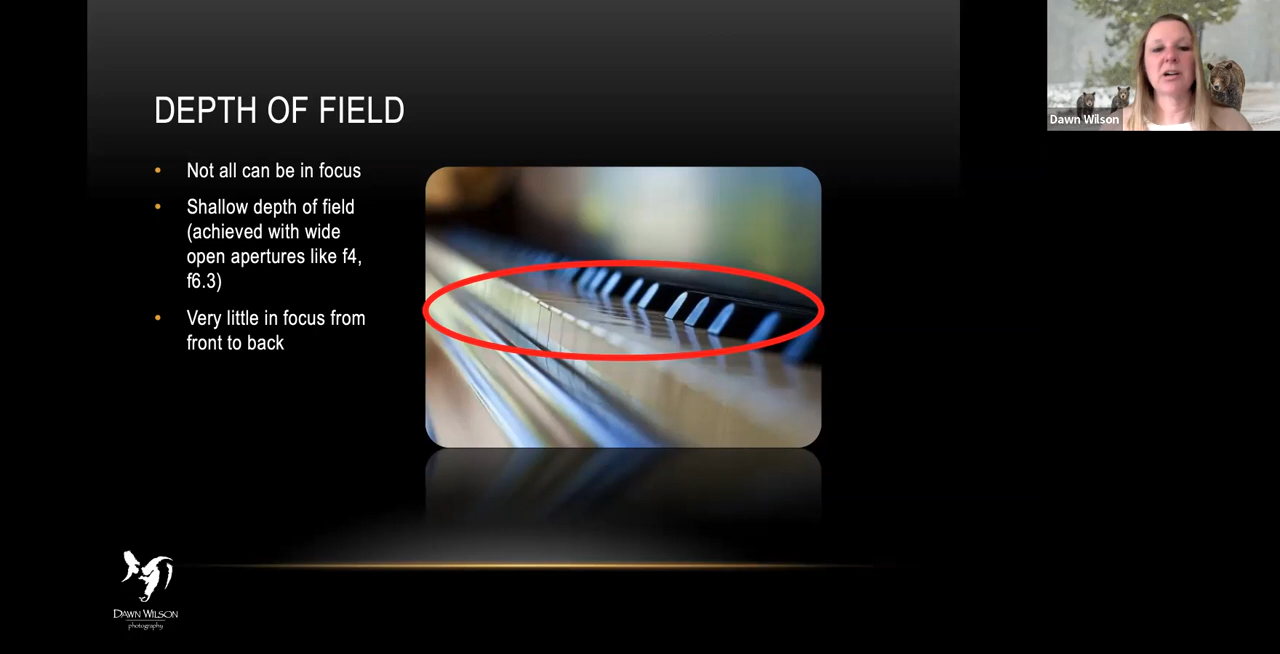 DEPTH OF FIELD
• Not all can be in focus
• Shallow depth of field
(achieved with wide
open apertures like f4,
f6.3)
• Very little in focus from
front to back
Dawn Wilson
DAWN WILSON
photography